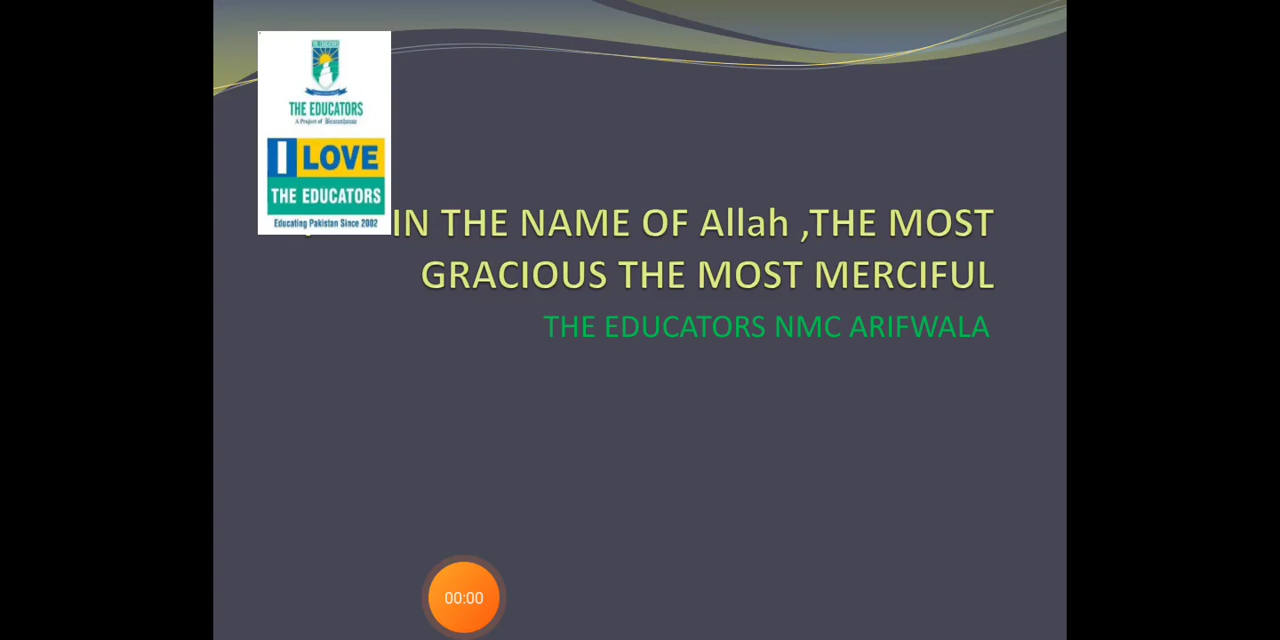 THE EDUCATORS
A Project of Beaconhouse
I LOVE
THE EDUCATORS
Educating Pakistan Since 2002
IN THE NAME OF Allah ,THE MOST
GRACIOUS THE MOST MERCIFUL
THE EDUCATORS NMC ARIFWALA
00:00